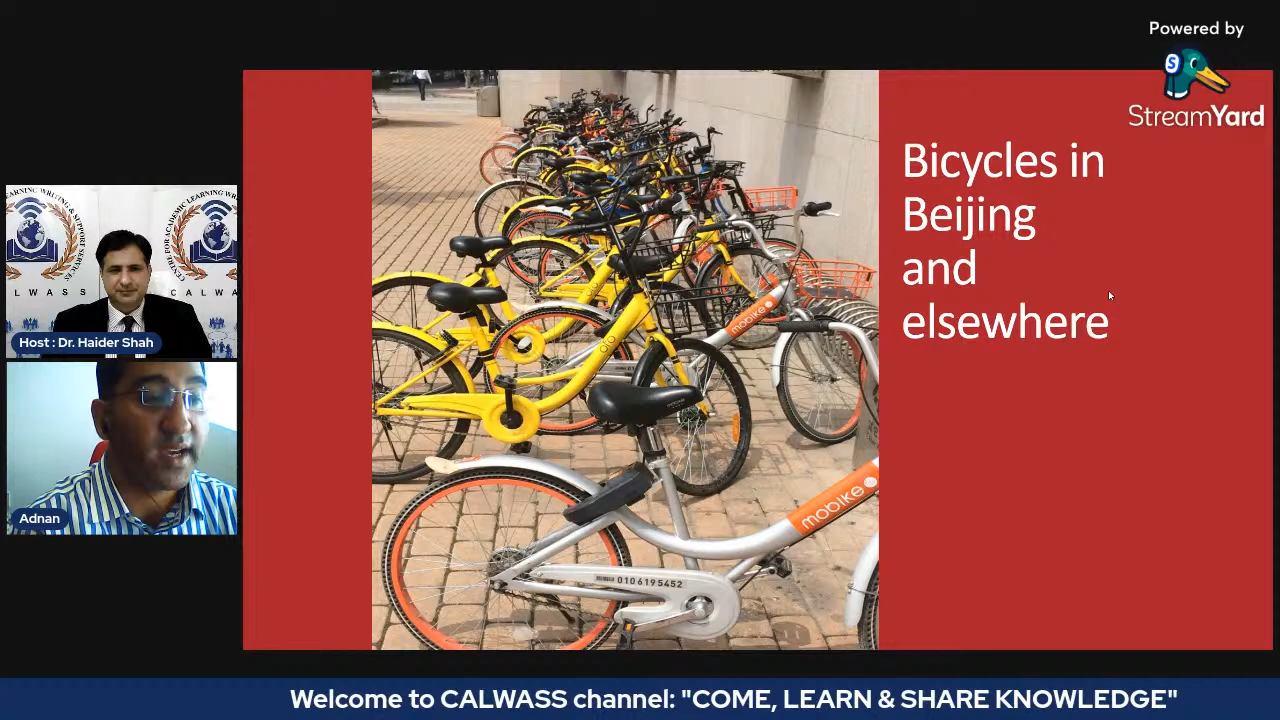 Powered by
S
StreamYard
Bicycles in
Beijing
and
elsewhere
CALWASS
Host : Dr. Haider Shah
Adnan
ofo
mobike
mobike
0106195452
Welcome to CALWASS channel: "COME, LEARN & SHARE KNOWLEDGE"